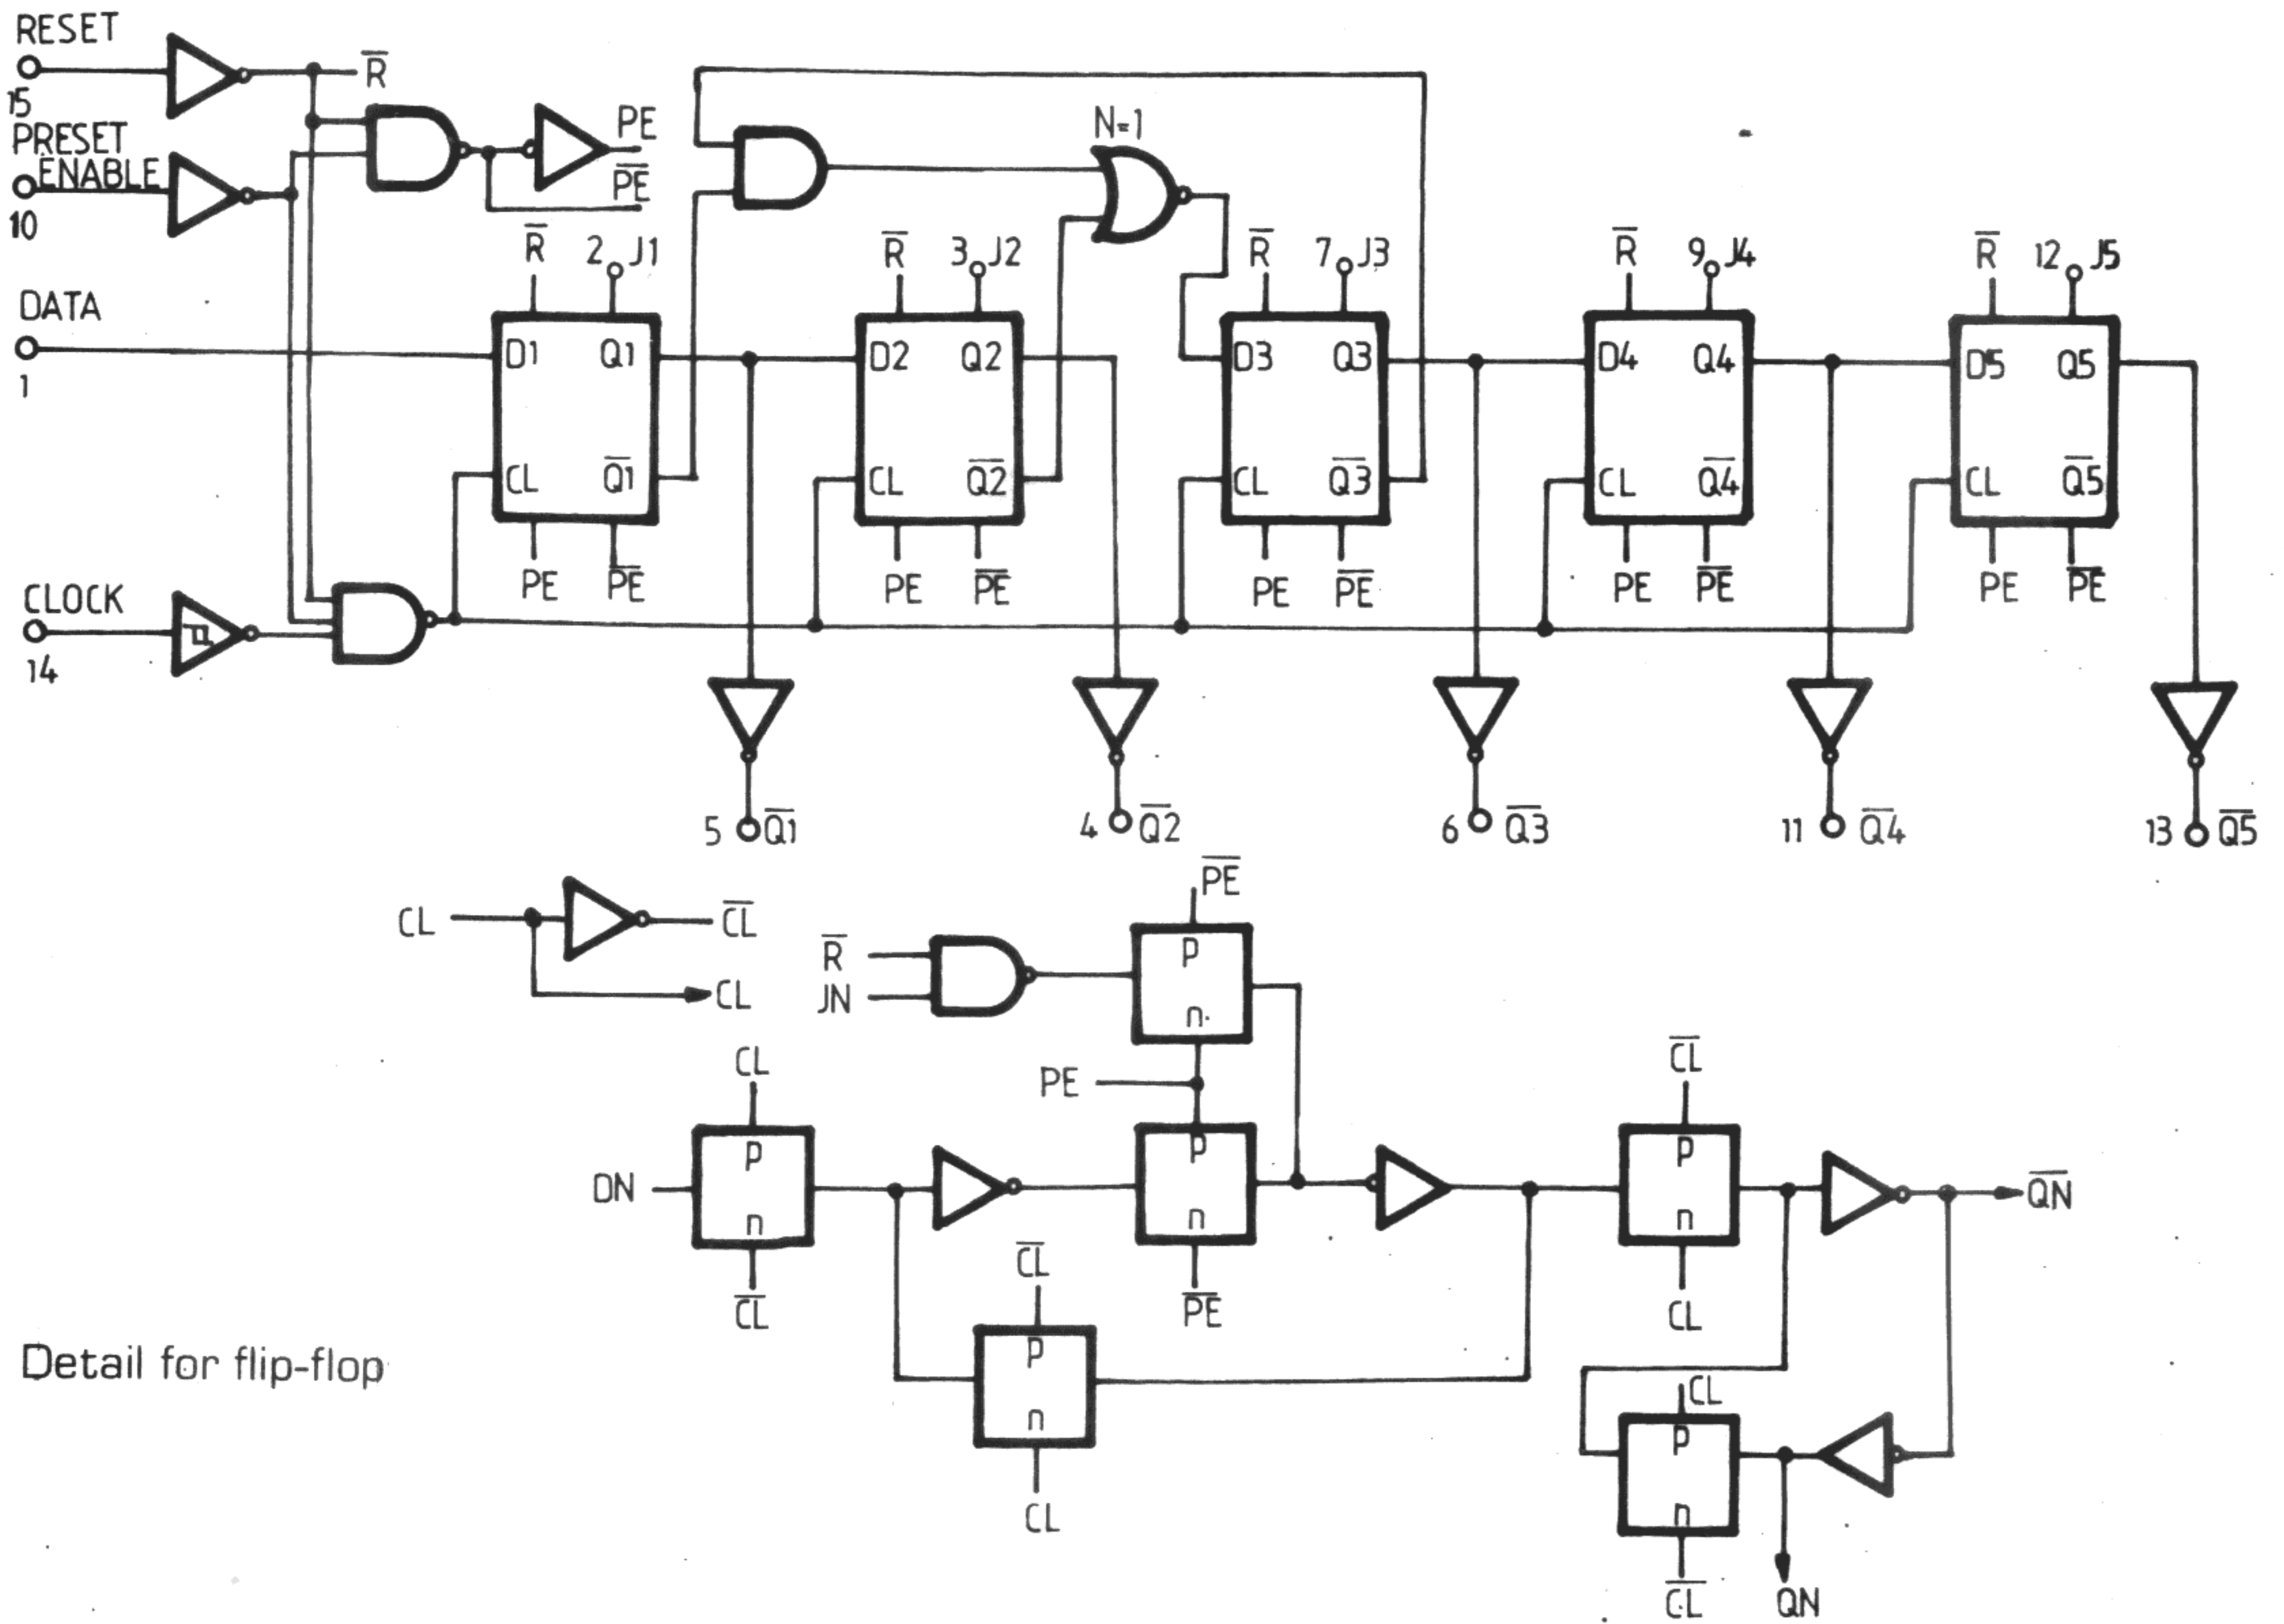 RESET
15
R̅
PRESET
ENABLE
10
PE
P̅E̅
N=1
DATA
1
R̅ 2 J1
R̅ 3 J2
R̅ 7 J3
R̅ 9 J4
R̅ 12 J5
D1 Q1
D2 Q2
D3 Q3
D4 Q4
D5 Q5
CL Q̅1̅
CL Q̅2̅
CL Q̅3̅
CL Q̅4̅
CL Q̅5̅
PE P̅E̅
PE P̅E̅
PE P̅E̅
PE P̅E̅
PE P̅E̅
CLOCK
14
5 Q̅1̅
4 Q̅2̅
6 Q̅3̅
11 Q̅4̅
13 Q̅5̅
CL C̅L̅
CL
R̅
JN
P̅E̅
P
n
PE
CL
DN
P
n
C̅L̅
P
n
P̅E̅
C̅L̅
P
n
CL
C̅L̅
P
n
CL
Q̅N̅
CL
P
n
C̅L̅
QN
Detail for flip-flop